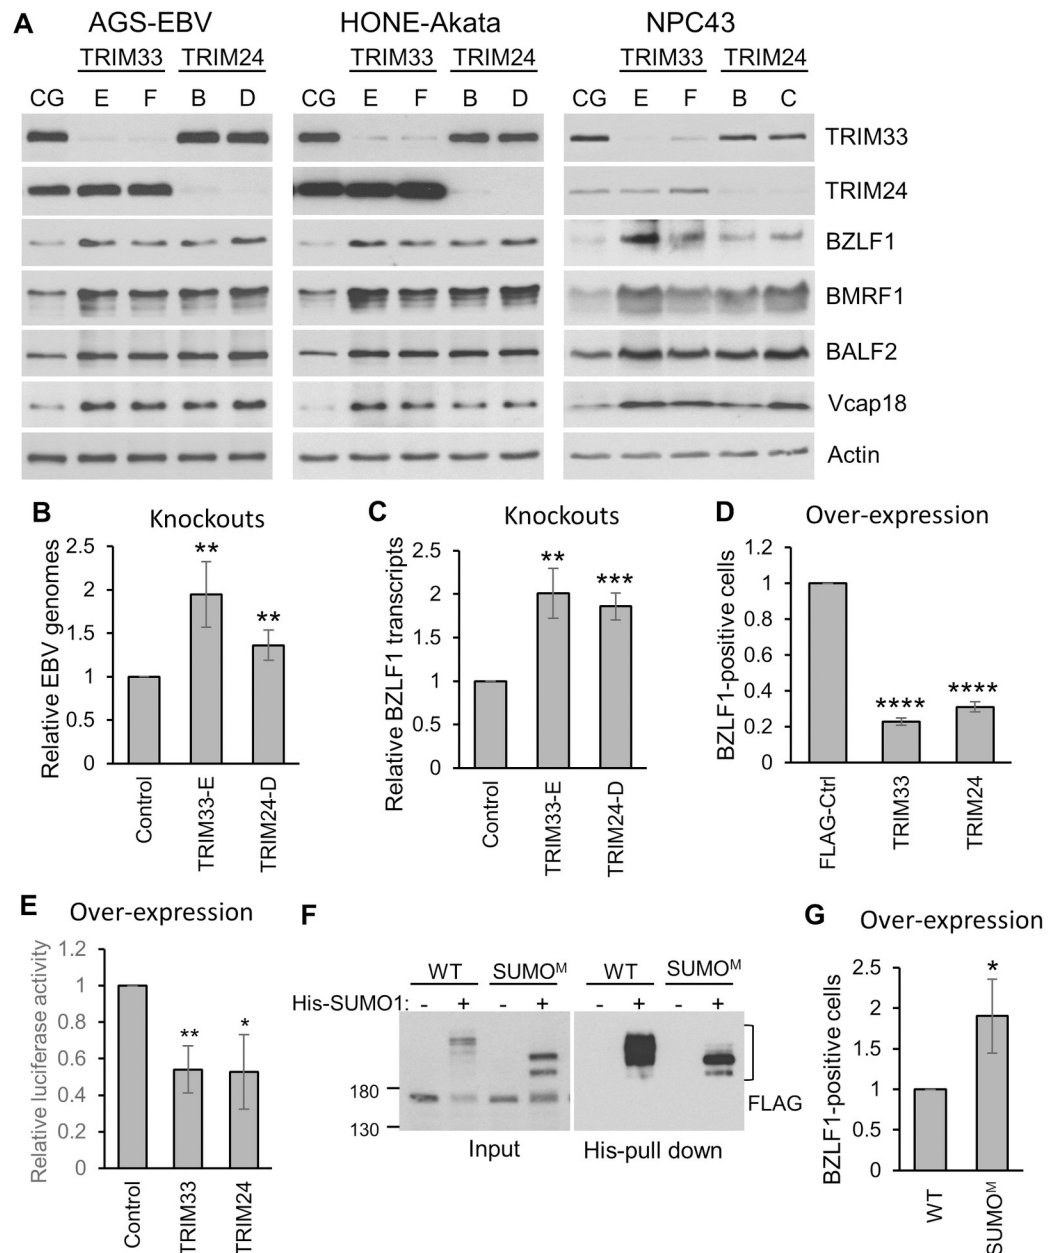 A
AGS-EBV HONE-Akata NPC43
TRIM33 TRIM24 TRIM33 TRIM24 TRIM33 TRIM24
CG E F B D CG E F B D CG E F B C
TRIM33
TRIM24
BZLF1
BMRF1
BALF2
Vcap18
Actin
B
Knockouts
Relative EBV genomes
2.5
2
1.5
1
0.5
0
**
**
Control
TRIM33-E
TRIM24-D
C
Knockouts
Relative BZLF1 transcripts
2.5
2
1.5
1
0.5
0
**
***
Control
TRIM33-E
TRIM24-D
D
Over-expression
BZLF1-positive cells
1.2
1
0.8
0.6
0.4
0.2
0
****
****
FLAG-Ctrl
TRIM33
TRIM24
E
Over-expression
Relative luciferase activity
1.2
1
0.8
0.6
0.4
0.2
0
**
*
Control
TRIM33
TRIM24
F
WT SUMOᴹ WT SUMOᴹ
His-SUMO1: - + - + - + - +
180
130
FLAG
Input His-pull down
G
Over-expression
BZLF1-positive cells
2.5
2
1.5
1
0.5
0
*
WT
SUMOᴹ